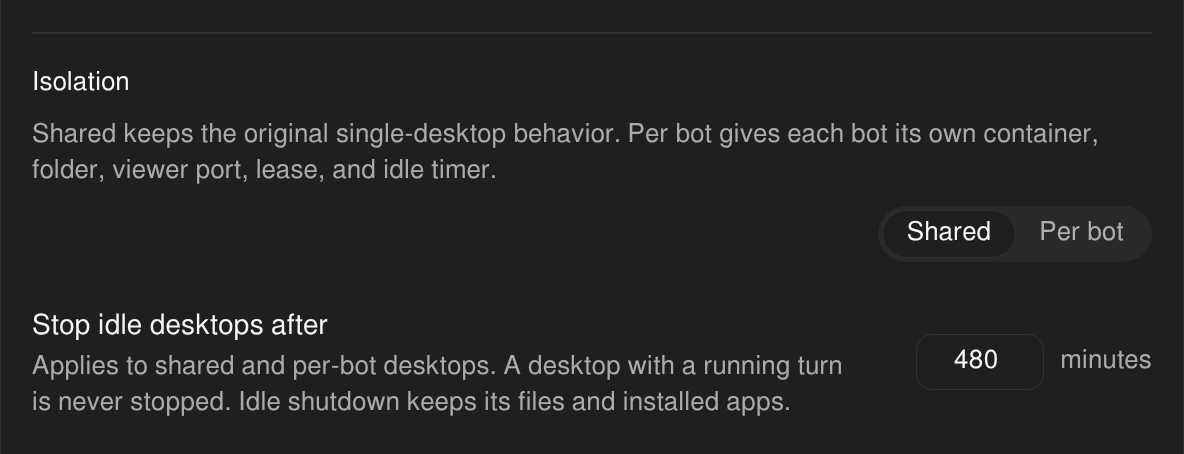 Isolation
Shared keeps the original single-desktop behavior. Per bot gives each bot its own container,
folder, viewer port, lease, and idle timer.
Shared Per bot
Stop idle desktops after
Applies to shared and per-bot desktops. A desktop with a running turn
is never stopped. Idle shutdown keeps its files and installed apps.
480 minutes